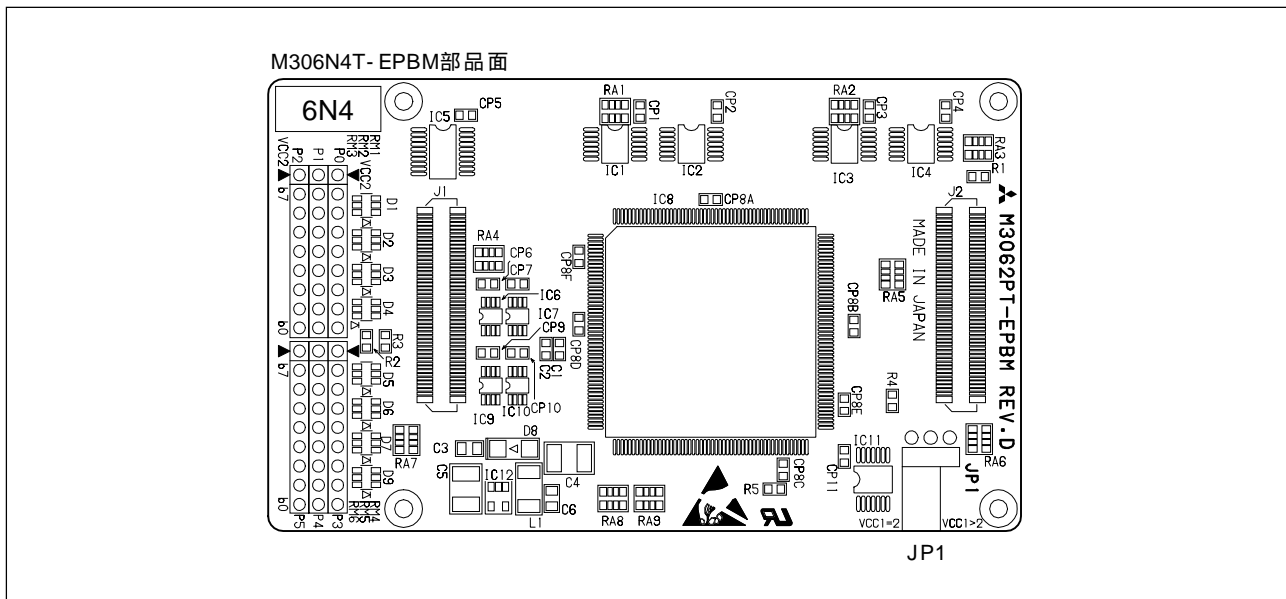 M306N4T- EPBM部品面
6N4
CP5
IC5
RA1
CP1
CP2
RA2
CP3
CP4
RA3
R1
IC1
IC2
IC3
IC4
VCC2
P2
P1
P0
RM3
RM2
RM1
VCC2
b7
b0
D1
D2
D3
D4
J1
IC8
CP8A
J2
RA4
CP6
CP7
CP8F
IC6
IC7
CP9
CP8D
C2
C1
CP8B
RA5
MADE IN JAPAN
M3062PT-EPBM REV.D
R3
R2
b7
b0
D5
D6
D7
D9
IC9
IC10
CP10
R4
CP8E
RA7
C3
D8
C5
IC12
C4
L1
C6
RA8
RA9
CP8C
R5
CP11
IC11
RA6
JP1
VCC1=2
VCC1>2
P5
P4
P3
RM6
RM5
RM4
JP1